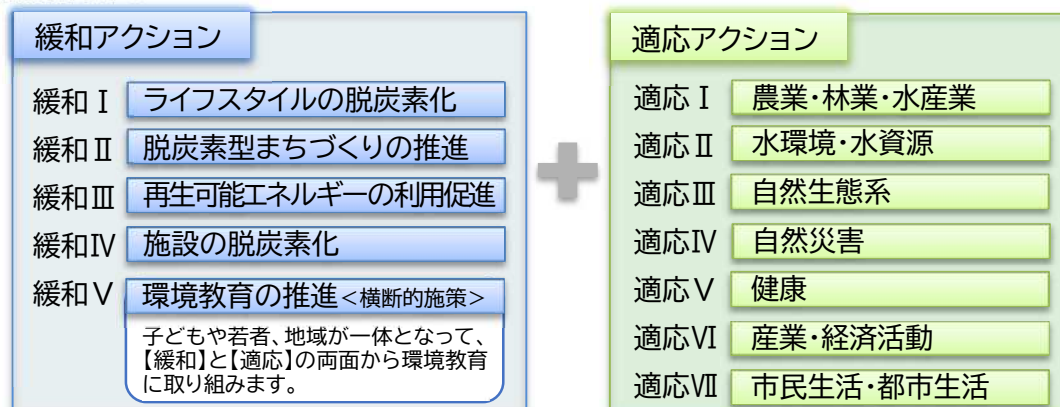 緩和アクション
緩和Ⅰ ライフスタイルの脱炭素化
緩和Ⅱ 脱炭素型まちづくりの推進
緩和Ⅲ 再生可能エネルギーの利用促進
緩和Ⅳ 施設の脱炭素化
緩和Ⅴ 環境教育の推進<横断的施策>
子どもや若者、地域が一体となって、
【緩和】と【適応】の両面から環境教育
に取り組みます。
適応アクション
適応Ⅰ 農業・林業・水産業
適応Ⅱ 水環境・水資源
適応Ⅲ 自然生態系
適応Ⅳ 自然災害
適応Ⅴ 健康
適応Ⅵ 産業・経済活動
適応Ⅶ 市民生活・都市生活